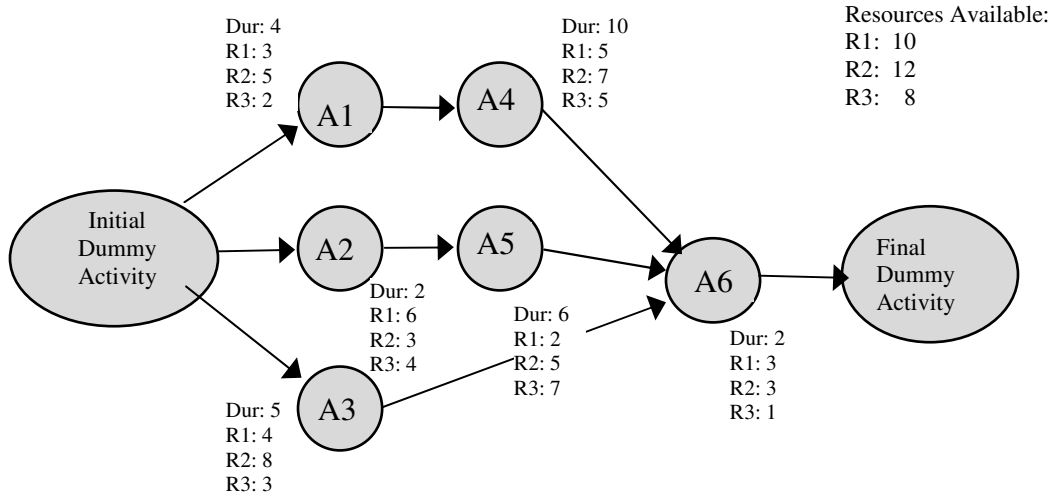 Dur: 4
R1: 3
R2: 5
R3: 2
Dur: 10
R1: 5
R2: 7
R3: 5
Resources Available:
R1: 10
R2: 12
R3: 8
A1
A4
Initial
Dummy
Activity
A2
A5
A6
Final
Dummy
Activity
Dur: 2
R1: 6
R2: 3
R3: 4
Dur: 6
R1: 2
R2: 5
R3: 7
Dur: 2
R1: 3
R2: 3
R3: 1
A3
Dur: 5
R1: 4
R2: 8
R3: 3